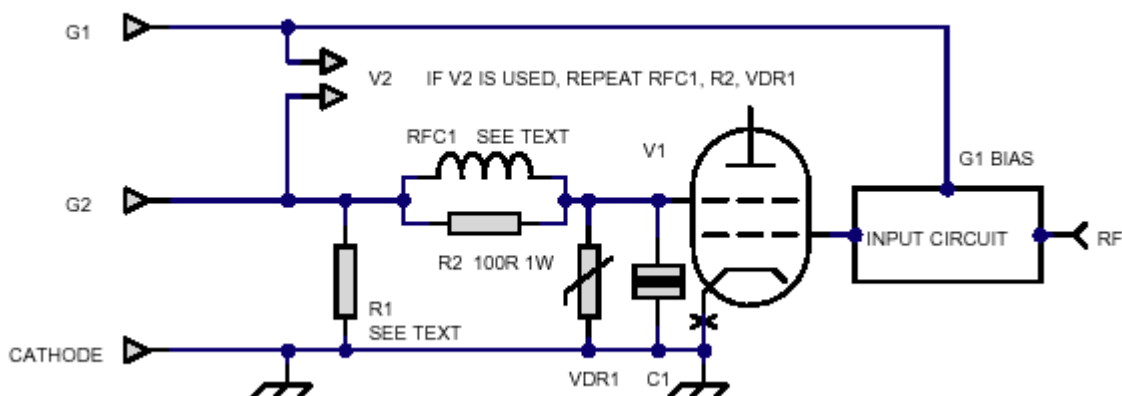 G1
V2 IF V2 IS USED, REPEAT RFC1, R2, VDR1
RFC1 SEE TEXT
V1
G1 BIAS
G2
INPUT CIRCUIT
RF
R2 100R 1W
R1
SEE TEXT
CATHODE
VDR1
C1